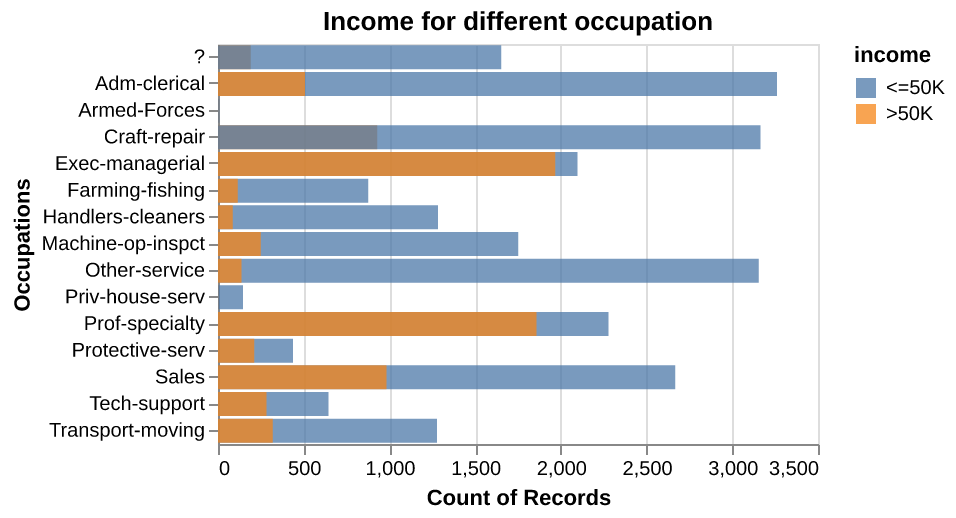 Income for different occupation
income
<=50K
>50K
Occupations
?
Adm-clerical
Armed-Forces
Craft-repair
Exec-managerial
Farming-fishing
Handlers-cleaners
Machine-op-inspct
Other-service
Priv-house-serv
Prof-specialty
Protective-serv
Sales
Tech-support
Transport-moving
0 500 1,000 1,500 2,000 2,500 3,000 3,500
Count of Records